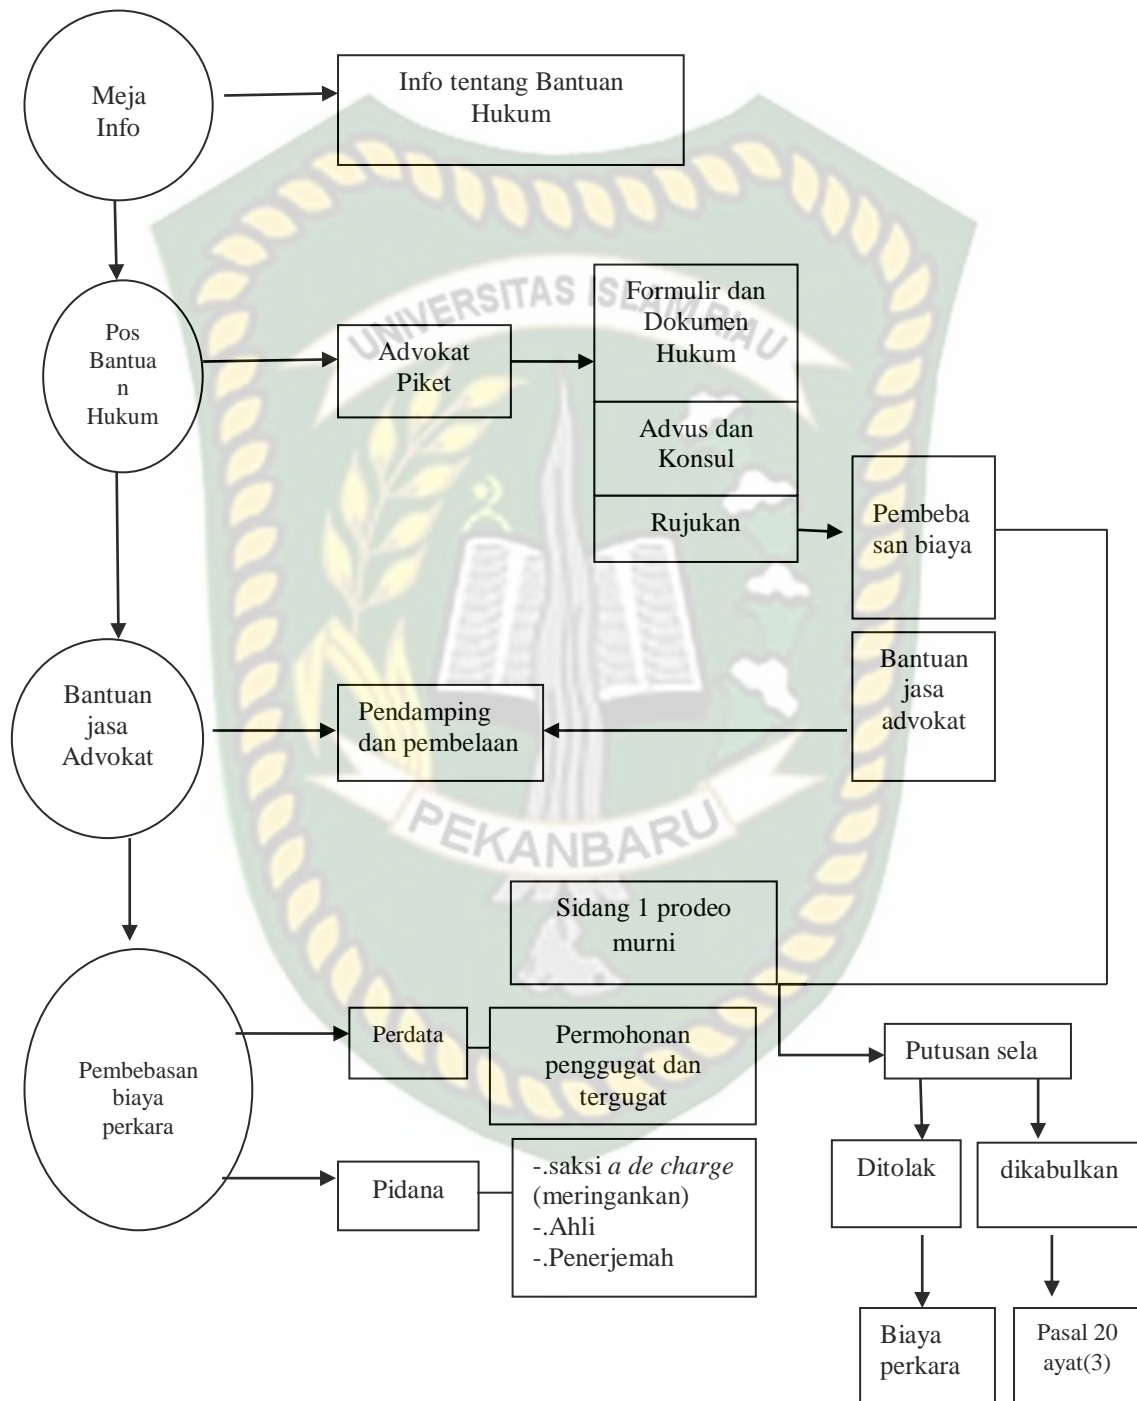 Meja
Info
Info tentang Bantuan
Hukum
UNIVERSITAS ISLAM RIAU
Pos
Bantua
n
Hukum
Advokat
Piket
Formulir dan
Dokumen
Hukum
Advus dan
Konsul
Rujukan
Pembeba
san biaya
Bantuan
jasa
Advokat
Pendamping
dan pembelaan
Bantuan
jasa
advokat
PEKANBARU
Sidang 1 prodeo
murni
Pembebasan
biaya
perkara
Perdata
Permohonan
penggugat dan
tergugat
Putusan sela
Pidana
-.saksi a de charge
(meringankan)
-.Ahli
-.Penerjemah
Ditolak
dikabulkan
Biaya
perkara
Pasal 20
ayat(3)